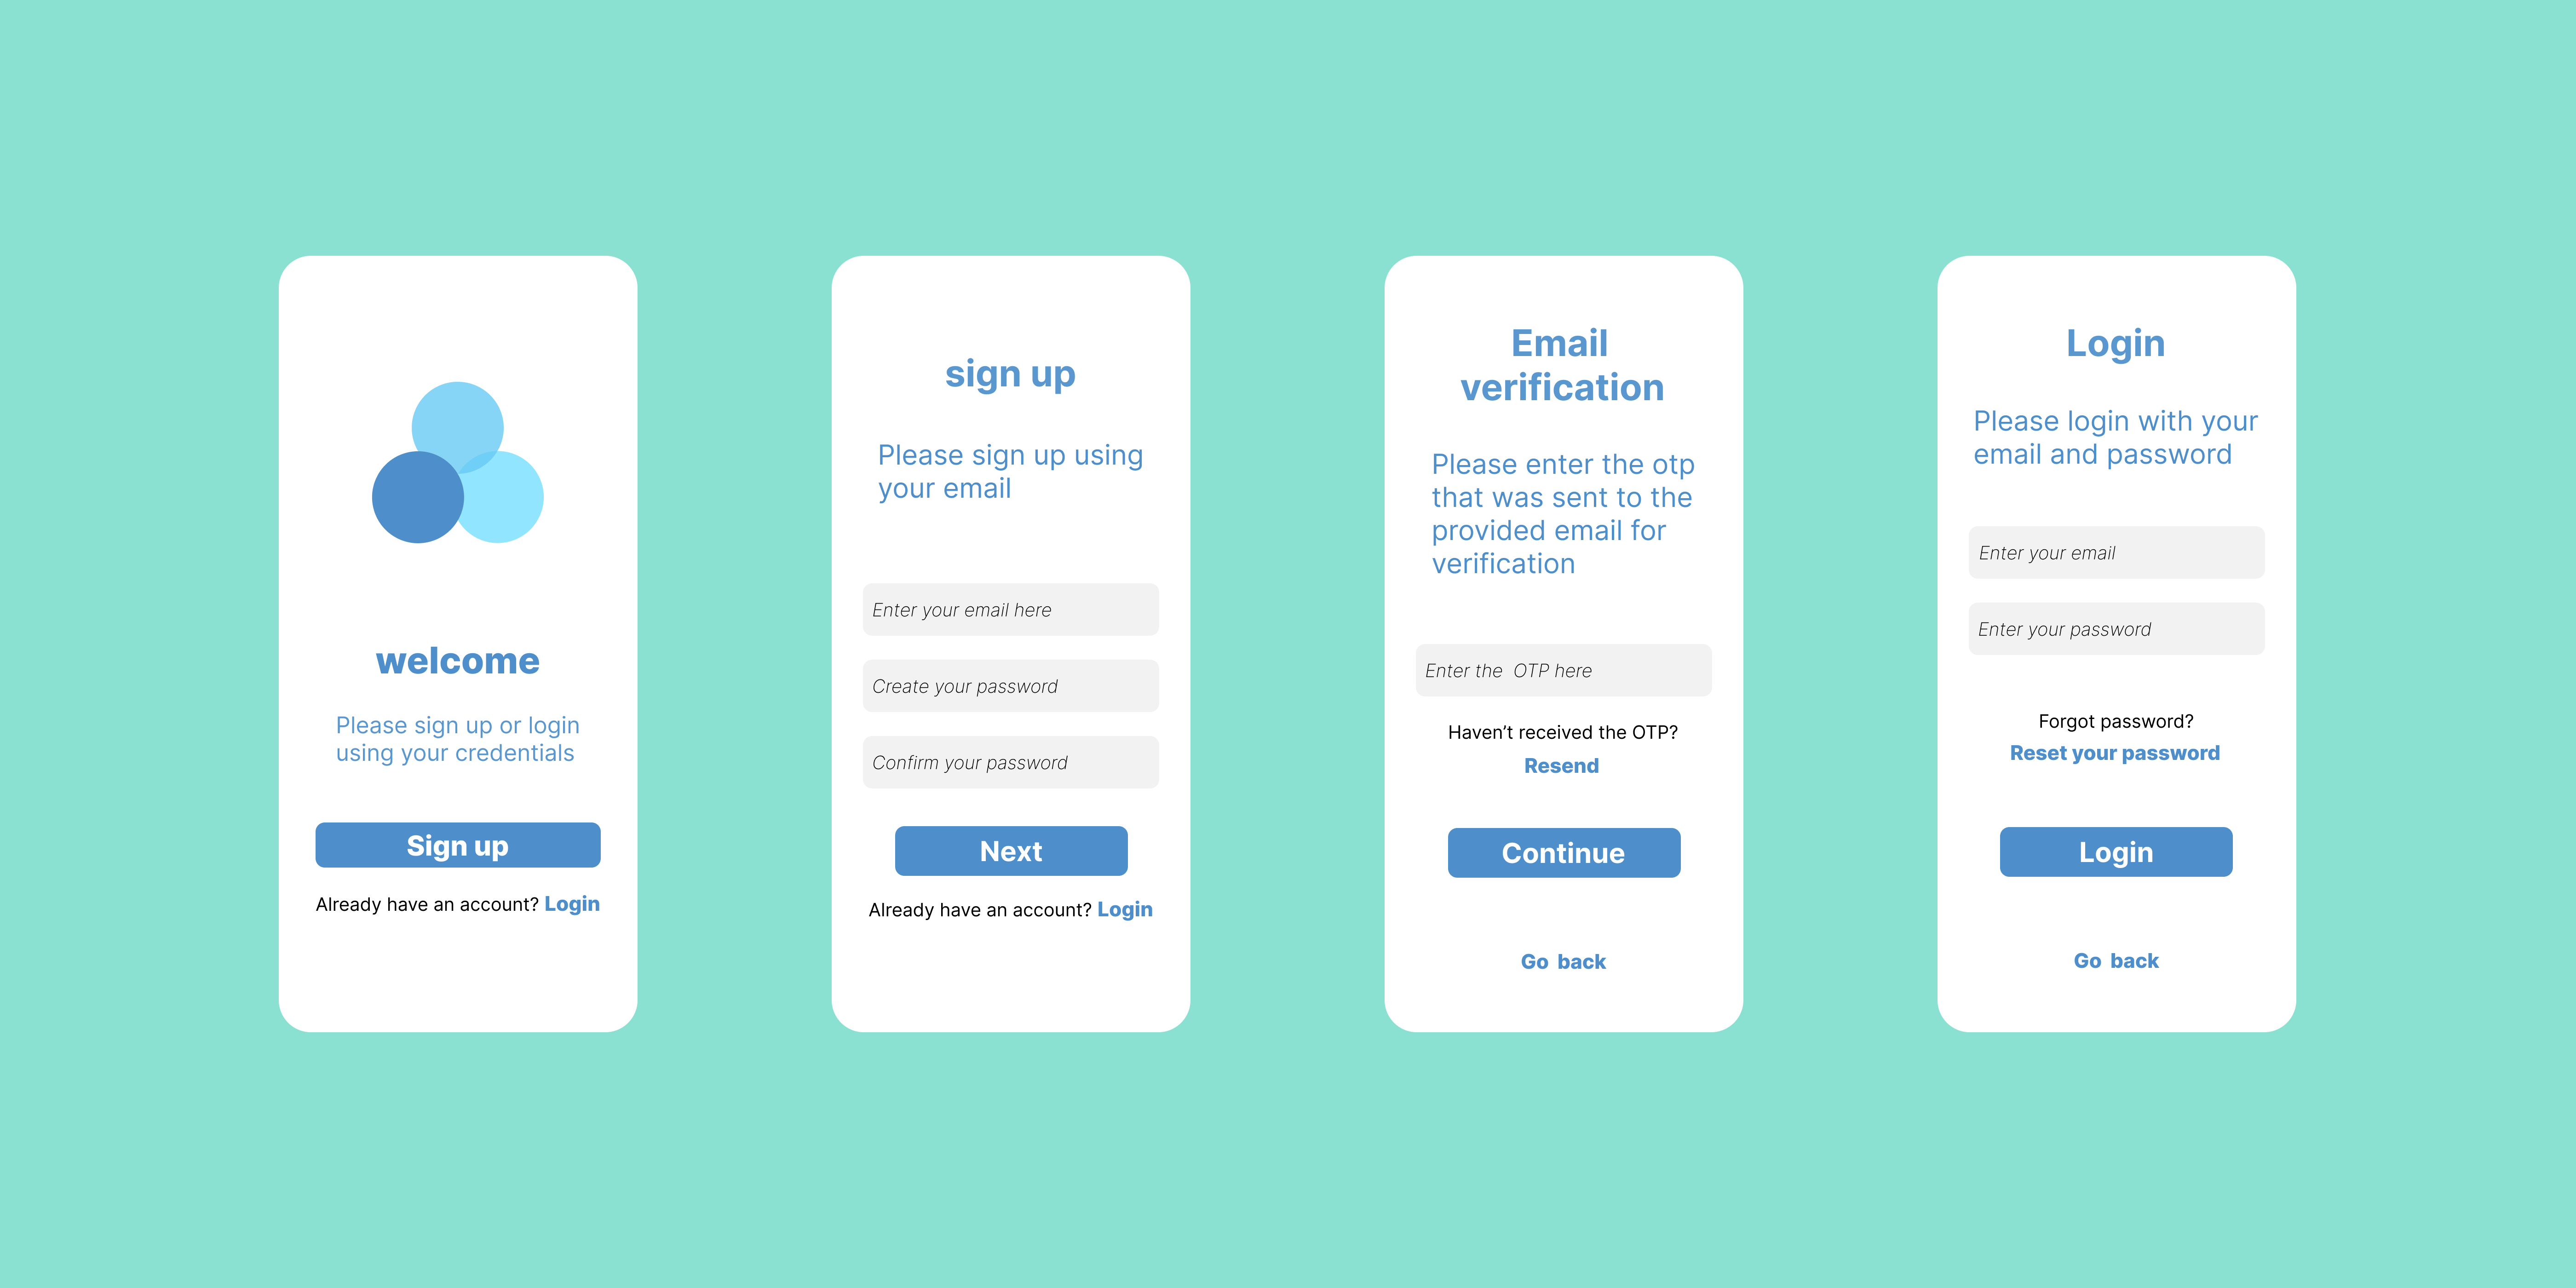 welcome
Please sign up or login
using your credentials
Sign up
Already have an account? Login
sign up
Please sign up using
your email
Enter your email here
Create your password
Confirm your password
Next
Already have an account? Login
Email
verification
Please enter the otp
that was sent to the
provided email for
verification
Enter the  OTP here
Haven’t received the OTP?
Resend
Continue
Go  back
Login
Please login with your
email and password
Enter your email
Enter your password
Forgot password?
Reset your password
Login
Go  back